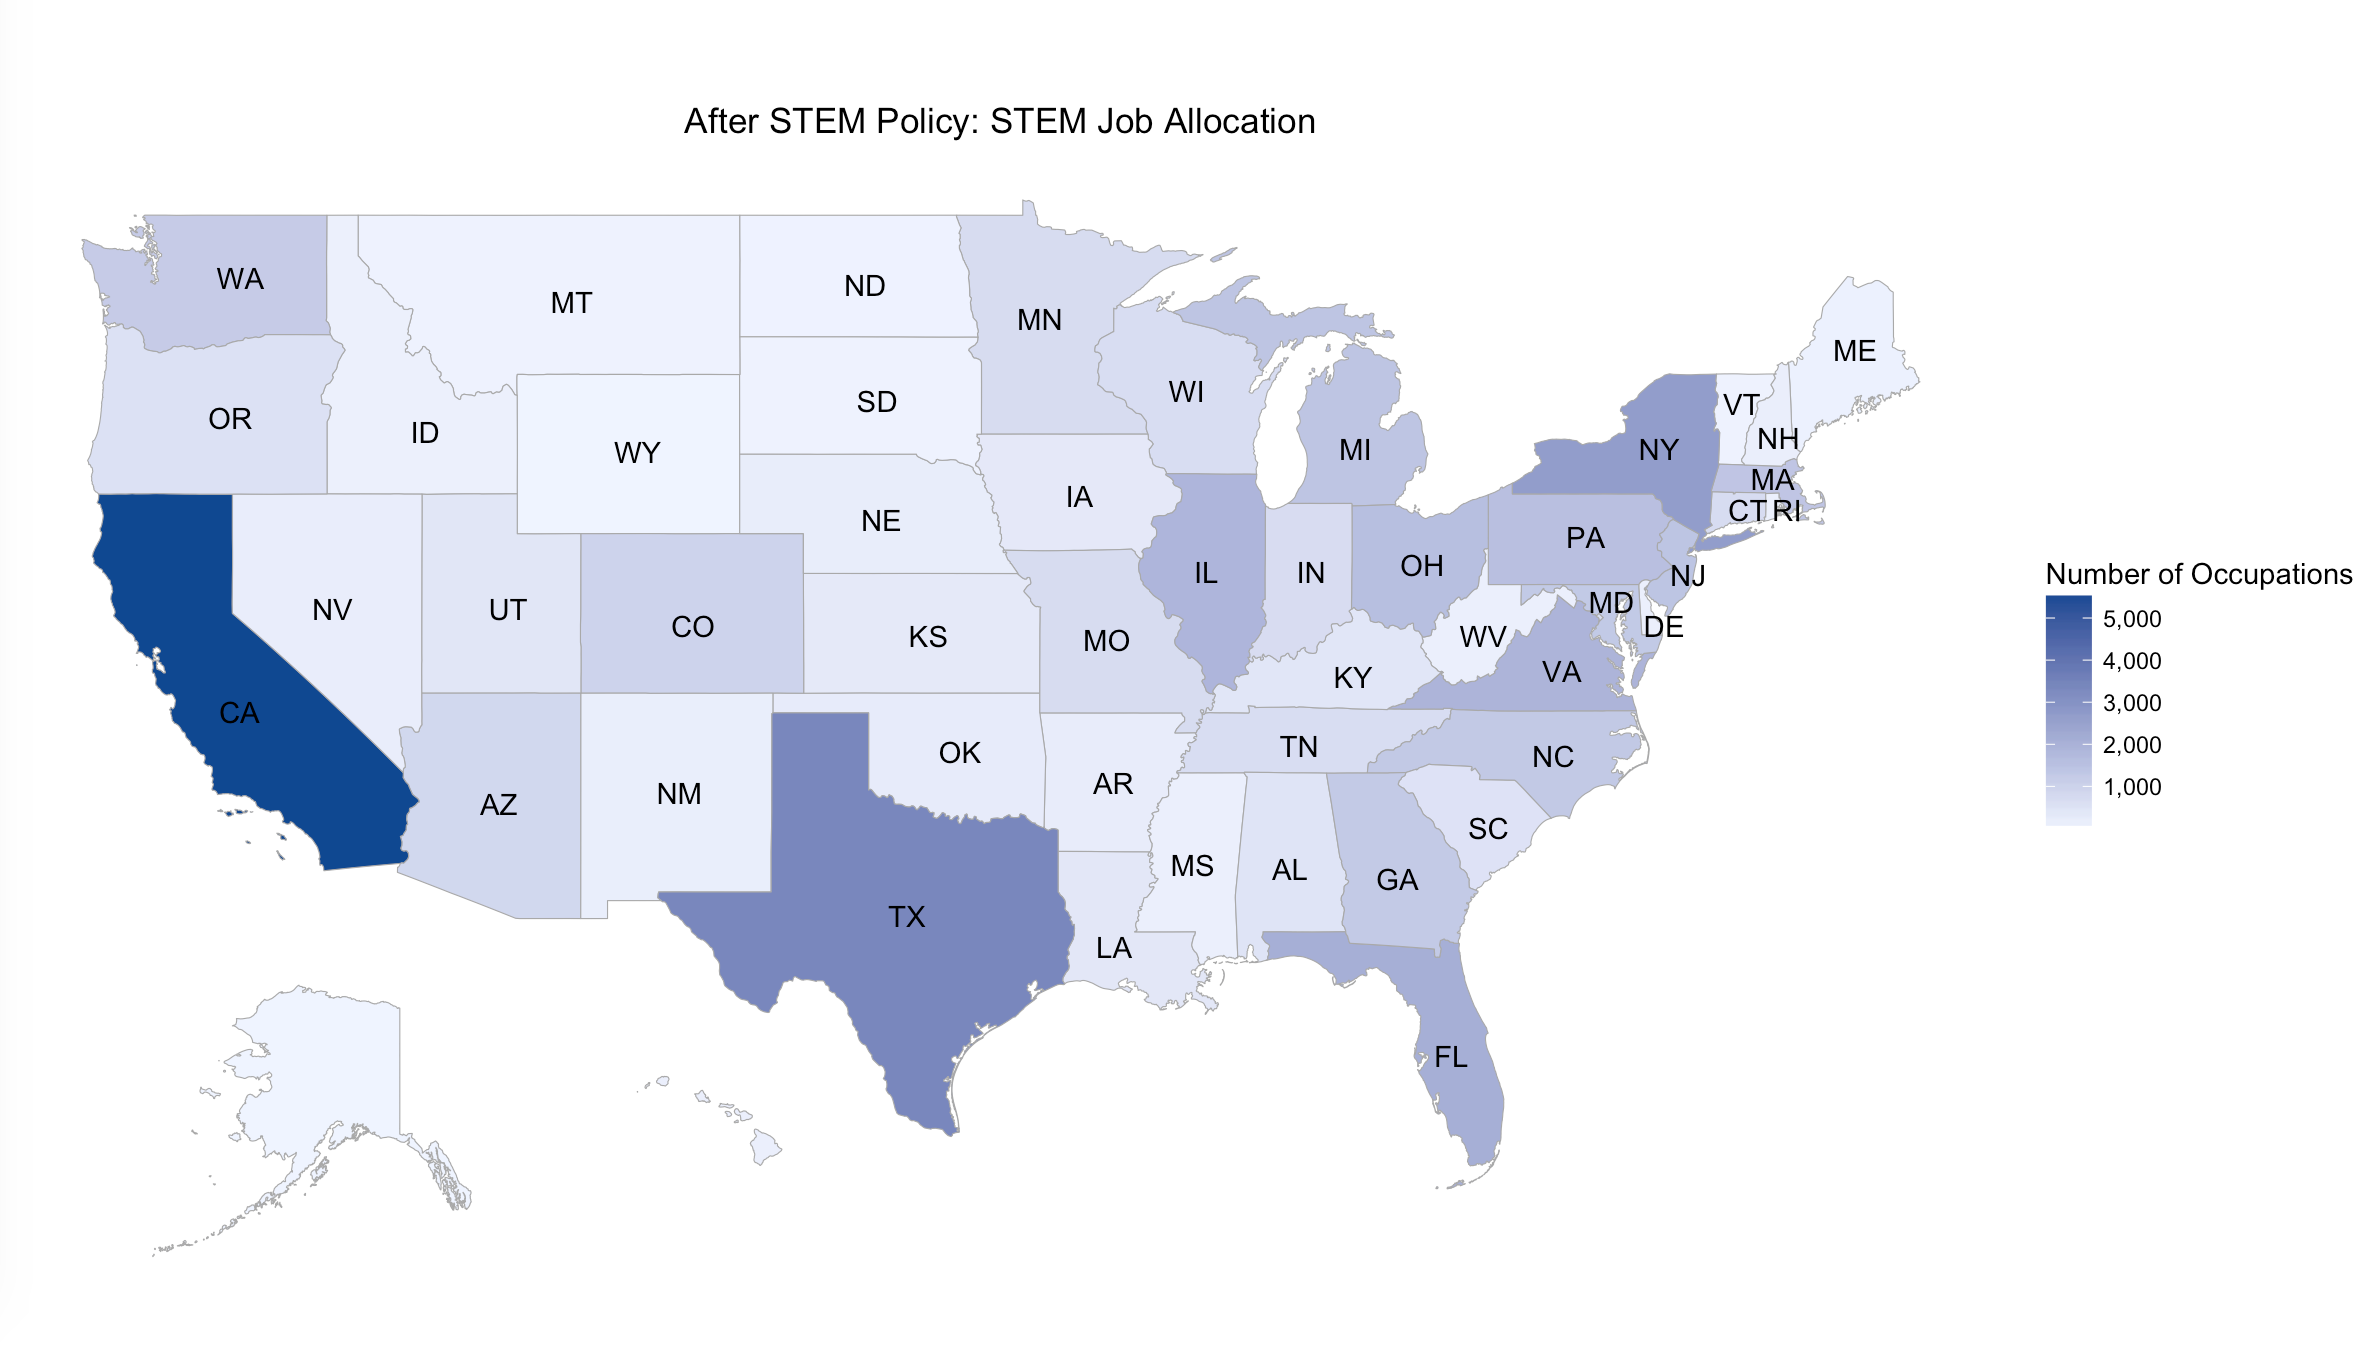 After STEM Policy: STEM Job Allocation
WA
MT
ND
MN
ME
OR
ID
WY
SD
WI
MI
VT
NY
NH
MA
CT RI
IA
NE
PA
NV
UT
CO
KS
MO
IL
IN
OH
NJ
MD
DE
WV
KY
VA
CA
AZ
NM
OK
AR
TN
NC
SC
TX
LA
MS
AL
GA
FL
Number of Occupations
5,000
4,000
3,000
2,000
1,000